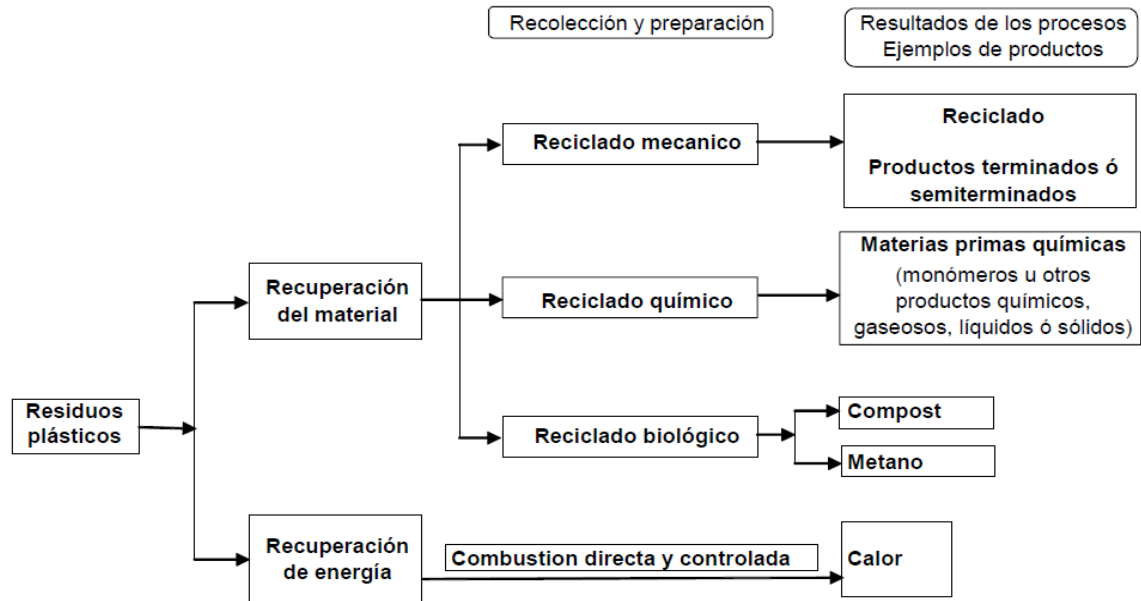 Recolección y preparación
Resultados de los procesos
Ejemplos de productos
Reciclado mecanico
Reciclado
Productos terminados ó
semiterminados
Recuperación
del material
Reciclado químico
Materias primas químicas
(monómeros u otros
productos químicos,
gaseosos, líquidos ó sólidos)
Residuos
plásticos
Reciclado biológico
Compost
Metano
Recuperación
de energía
Combustion directa y controlada
Calor